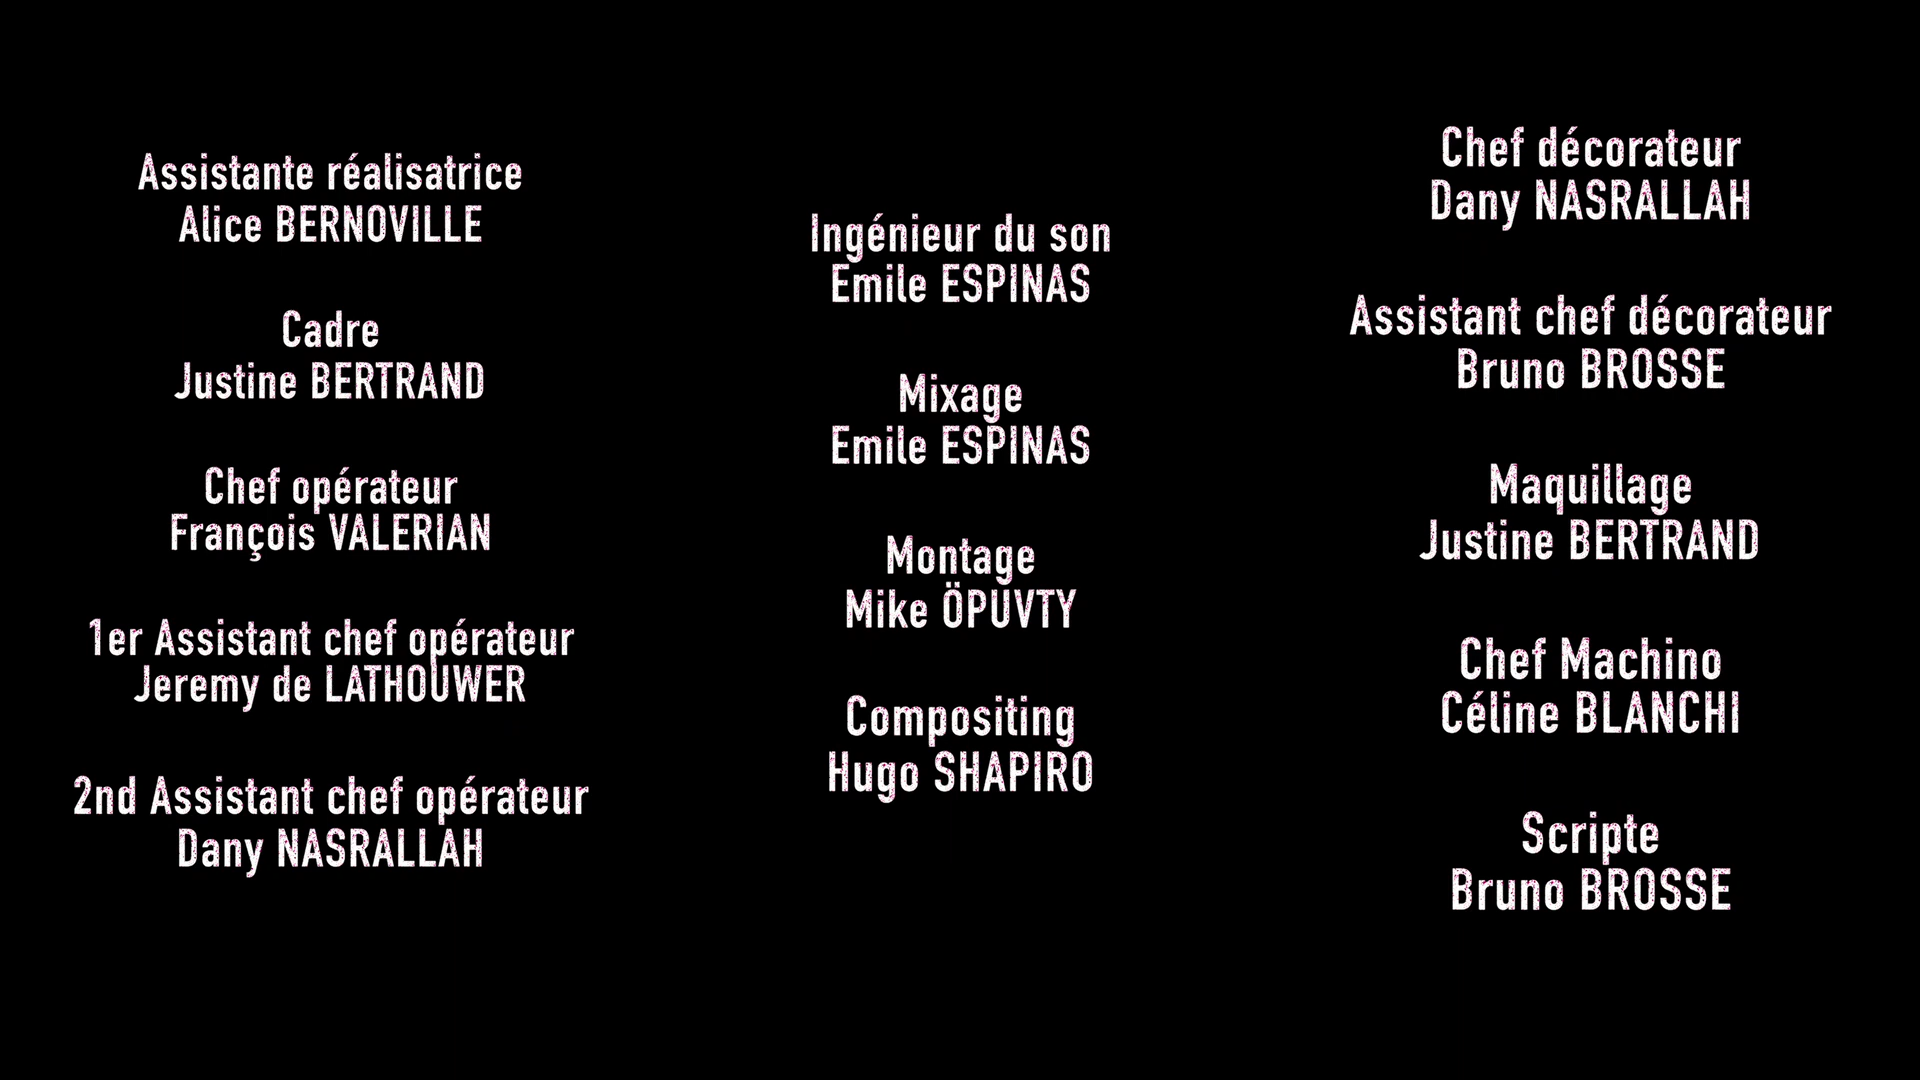 Assistante réalisatrice
Alice BERNOVILLE
Cadre
Justine BERTRAND
Chef opérateur
François VALERIAN
1er Assistant chef opérateur
Jeremy de LATHOUWER
2nd Assistant chef opérateur
Dany NASRALLAH
Ingénieur du son
Emile ESPINAS
Mixage
Emile ESPINAS
Montage
Mike ÖPUVTY
Compositing
Hugo SHAPIRO
Chef décorateur
Dany NASRALLAH
Assistant chef décorateur
Bruno BROSSE
Maquillage
Justine BERTRAND
Chef Machino
Céline BLANCHI
Scripte
Bruno BROSSE